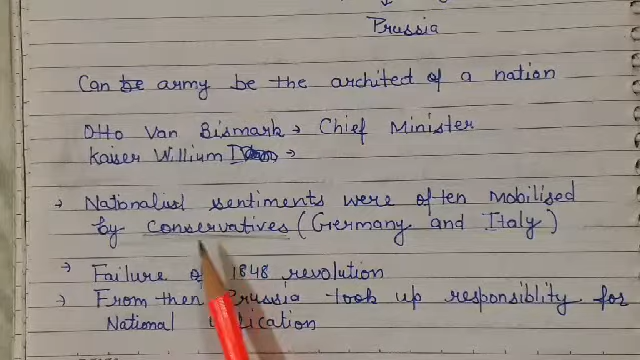 Prussia
Can army be the architect of a nation
Otto Van Bismark → Chief Minister
Kaiser William I →
→ Nationalist sentiments were often mobilised
by conservatives (Germany and Italy)
→ Failure of 1848 revolution
→ From then Prussia took up responsiblity for
National